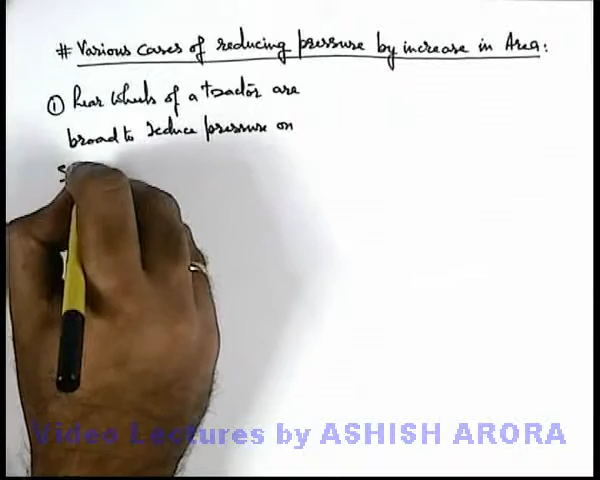 # Various cases of reducing pressure by increase in Area:
① Rear wheels of a tractor are
broad to reduce pressure on
S
Video Lectures by ASHISH ARORA